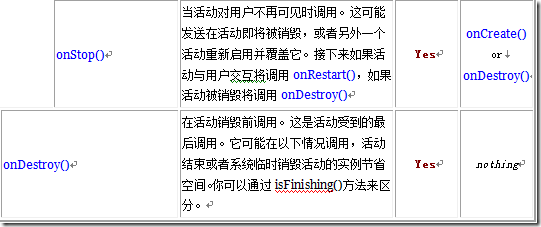 onStop()
当活动对用户不再可见时调用。这可能
发送在活动即将被销毁，或者另外一个
活动重新启用并覆盖它。接下来如果活
动与用户交互将调用 onRestart()，如果
活动被销毁将调用 onDestroy()
Yes
onCreate()
or
onDestroy()
onDestroy()
在活动销毁前调用。这是活动受到的最
后调用。它可能在以下情况调用，活动
结束或者系统临时销毁活动的实例节省
空间。你可以通过 isFinishing()方法来区
分。
Yes
nothing